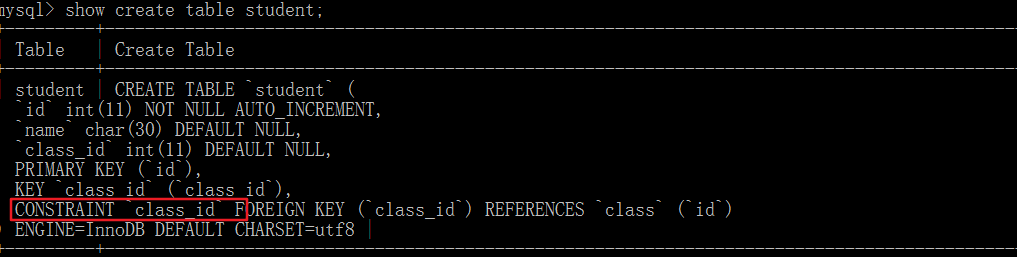 mysql> show create table student;
Table | Create Table
student | CREATE TABLE `student` (
`id` int(11) NOT NULL AUTO_INCREMENT,
`name` char(30) DEFAULT NULL,
`class_id` int(11) DEFAULT NULL,
PRIMARY KEY (`id`),
KEY `class_id` (`class_id`),
CONSTRAINT `class_id` FOREIGN KEY (`class_id`) REFERENCES `class` (`id`)
) ENGINE=InnoDB DEFAULT CHARSET=utf8 |